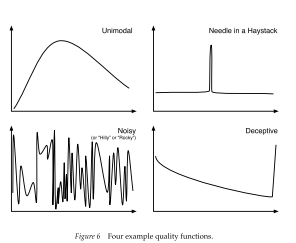 Unimodal
Needle in a Haystack
Noisy
(or "Hilly" or "Rocky")
Deceptive
Figure 6 Four example quality functions.